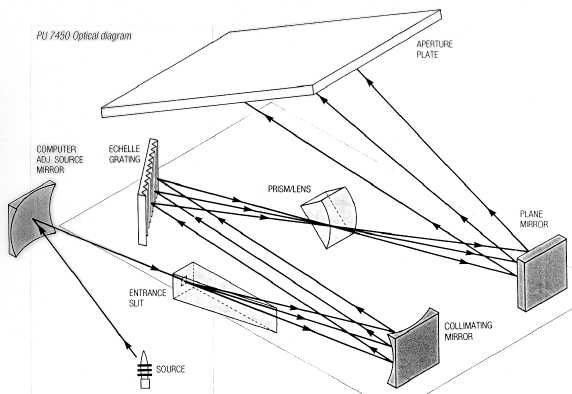 PU 7450 Optical diagram
APERTURE
PLATE
COMPUTER
ADJ. SOURCE
MIRROR
ECHELLE
GRATING
PRISM/LENS
PLANE
MIRROR
ENTRANCE
SLIT
COLLIMATING
MIRROR
SOURCE